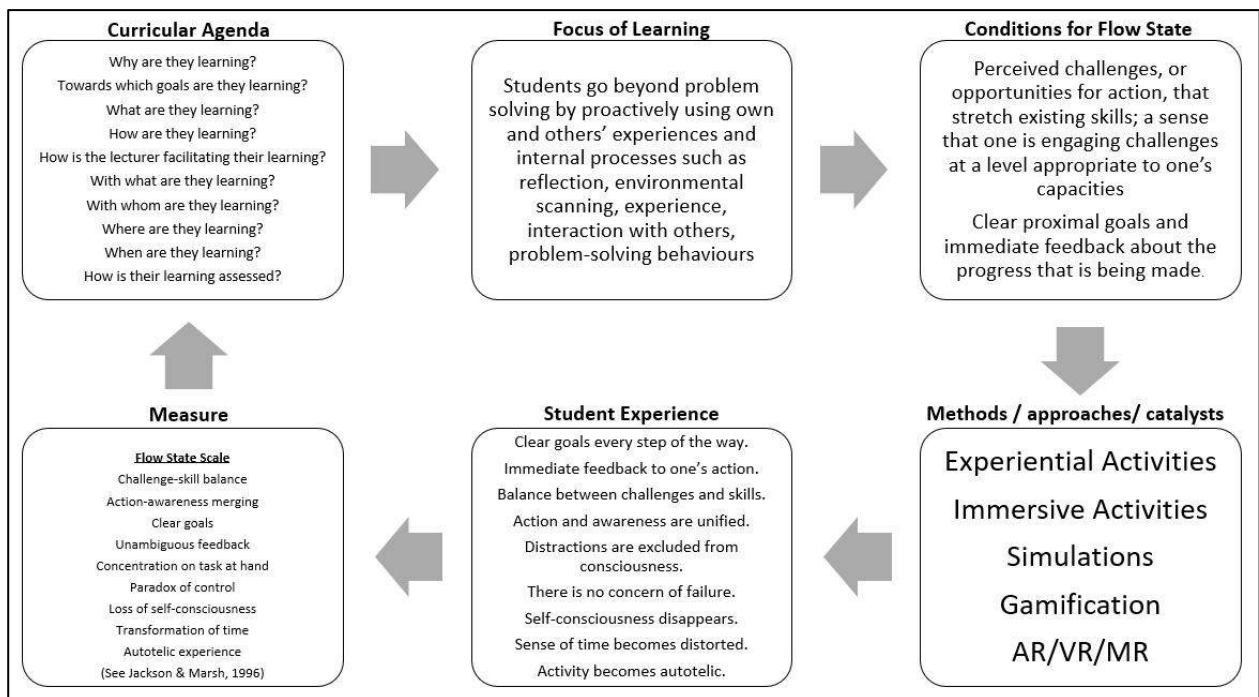 Curricular Agenda
Why are they learning?
Towards which goals are they learning?
What are they learning?
How are they learning?
How is the lecturer facilitating their learning?
With what are they learning?
With whom are they learning?
Where are they learning?
When are they learning?
How is their learning assessed?
Focus of Learning
Students go beyond problem
solving by proactively using own
and others’ experiences and
internal processes such as
reflection, environmental
scanning, experience,
interaction with others,
problem-solving behaviours
Conditions for Flow State
Perceived challenges, or
opportunities for action, that
stretch existing skills; a sense
that one is engaging challenges
at a level appropriate to one’s
capacities
Clear proximal goals and
immediate feedback about the
progress that is being made.
Methods / approaches/ catalysts
Experiential Activities
Immersive Activities
Simulations
Gamification
AR/VR/MR
Student Experience
Clear goals every step of the way.
Immediate feedback to one’s action.
Balance between challenges and skills.
Action and awareness are unified.
Distractions are excluded from
consciousness.
There is no concern of failure.
Self-consciousness disappears.
Sense of time becomes distorted.
Activity becomes autotelic.
Measure
Flow State Scale
Challenge-skill balance
Action-awareness merging
Clear goals
Unambiguous feedback
Concentration on task at hand
Paradox of control
Loss of self-consciousness
Transformation of time
Autotelic experience
(See Jackson & Marsh, 1996)